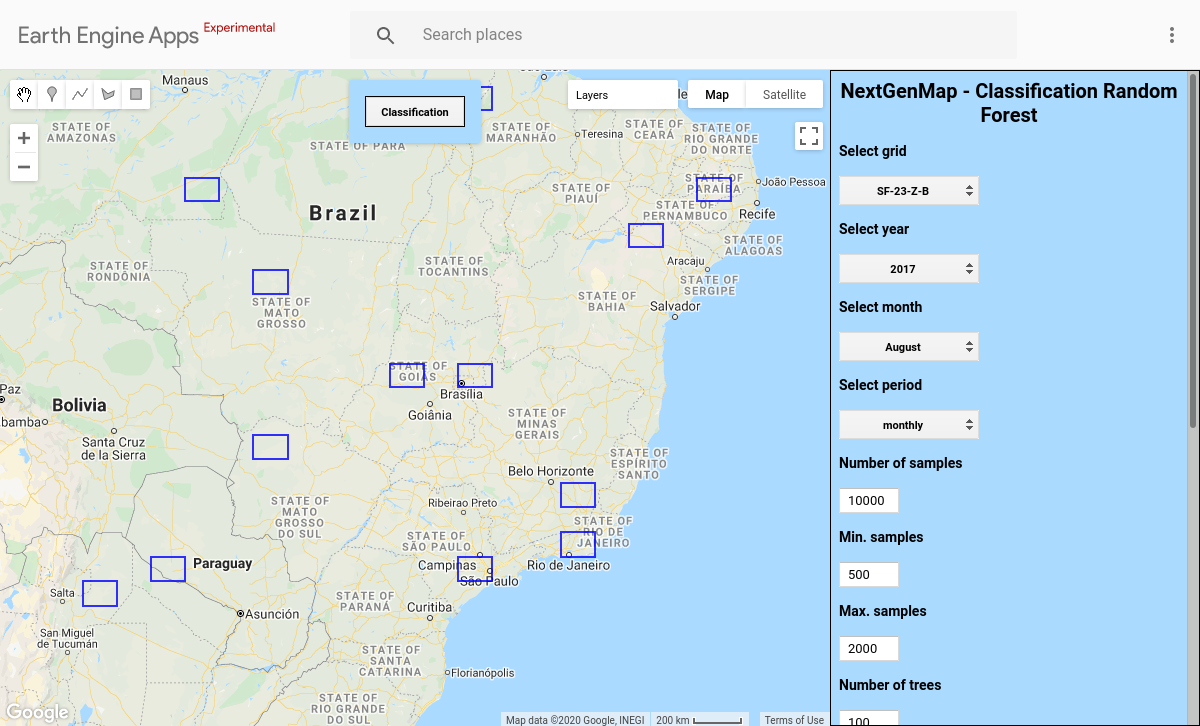 Earth Engine Apps Experimental
Search places
Manaus
Classification
Layers
Map
Satellite
STATE OF
AMAZONAS
STATE OF PARÁ
STATE OF
MARANHÃO
Teresina
STATE OF
CEARÁ
STATE OF
RIO GRANDE
DO NORTE
STATE OF
PARAÍBA
João Pessoa
STATE OF
PIAUÍ
STATE OF
PERNAMBUCO
Recife
Brazil
STATE OF
ALAGOAS
STATE OF
RONDÔNIA
STATE OF
TOCANTINS
Aracaju
STATE OF
SERGIPE
STATE OF
MATO
GROSSO
STATE OF
BAHIA
Salvador
STATE OF
GOIÁS
Brasília
Goiânia
Paz
Bolivia
bamba
Santa Cruz
de la Sierra
STATE OF
MINAS
GERAIS
STATE OF
ESPÍRITO
SANTO
Belo Horizonte
STATE OF
MATO
GROSSO
DO SUL
Ribeirao Preto
STATE OF
RIO DE
JANEIRO
STATE OF
SÃO PAULO
Campinas
Rio de Janeiro
São Paulo
Paraguay
Salta
STATE OF
PARANÁ
Curitiba
Asunción
San Miguel
de Tucumán
STATE OF
SANTA
CATARINA
Florianópolis
STATE OF
RIO GRANDE
DO SUL
Google
Map data ©2020 Google, INEGI
200 km
Terms of Use
NextGenMap - Classification Random
Forest
Select grid
SF-23-Z-B
Select year
2017
Select month
August
Select period
monthly
Number of samples
10000
Min. samples
500
Max. samples
2000
Number of trees
100